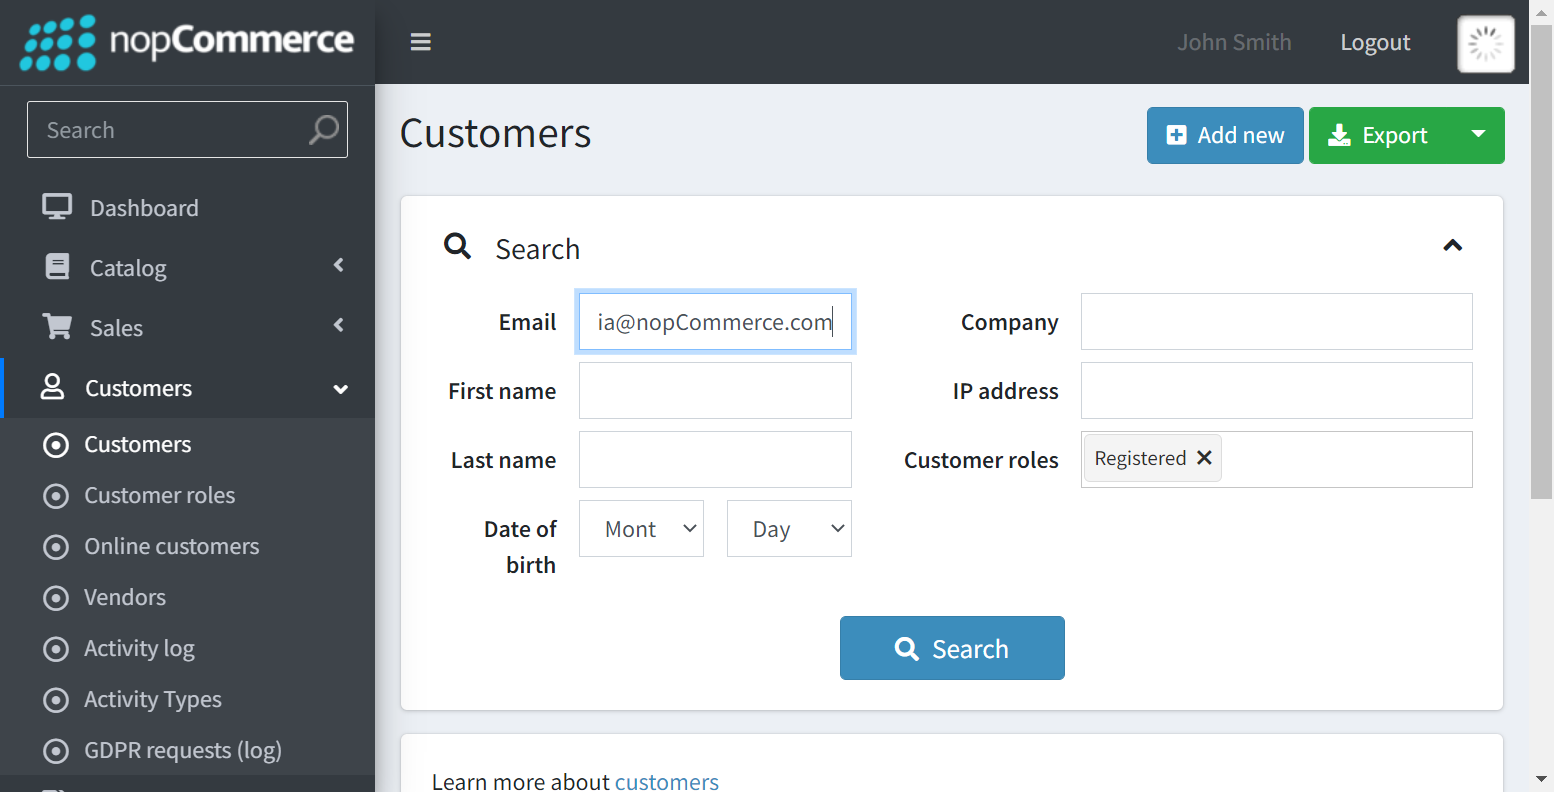 nopCommerce
John Smith
Logout
Search
Dashboard
Catalog
Sales
Customers
Customers
Customer roles
Online customers
Vendors
Activity log
Activity Types
GDPR requests (log)
Customers
Add new
Export
Search
Email
ia@nopCommerce.com
Company
First name
IP address
Last name
Customer roles
Registered
Date of
birth
Mont
Day
Search
Learn more about customers